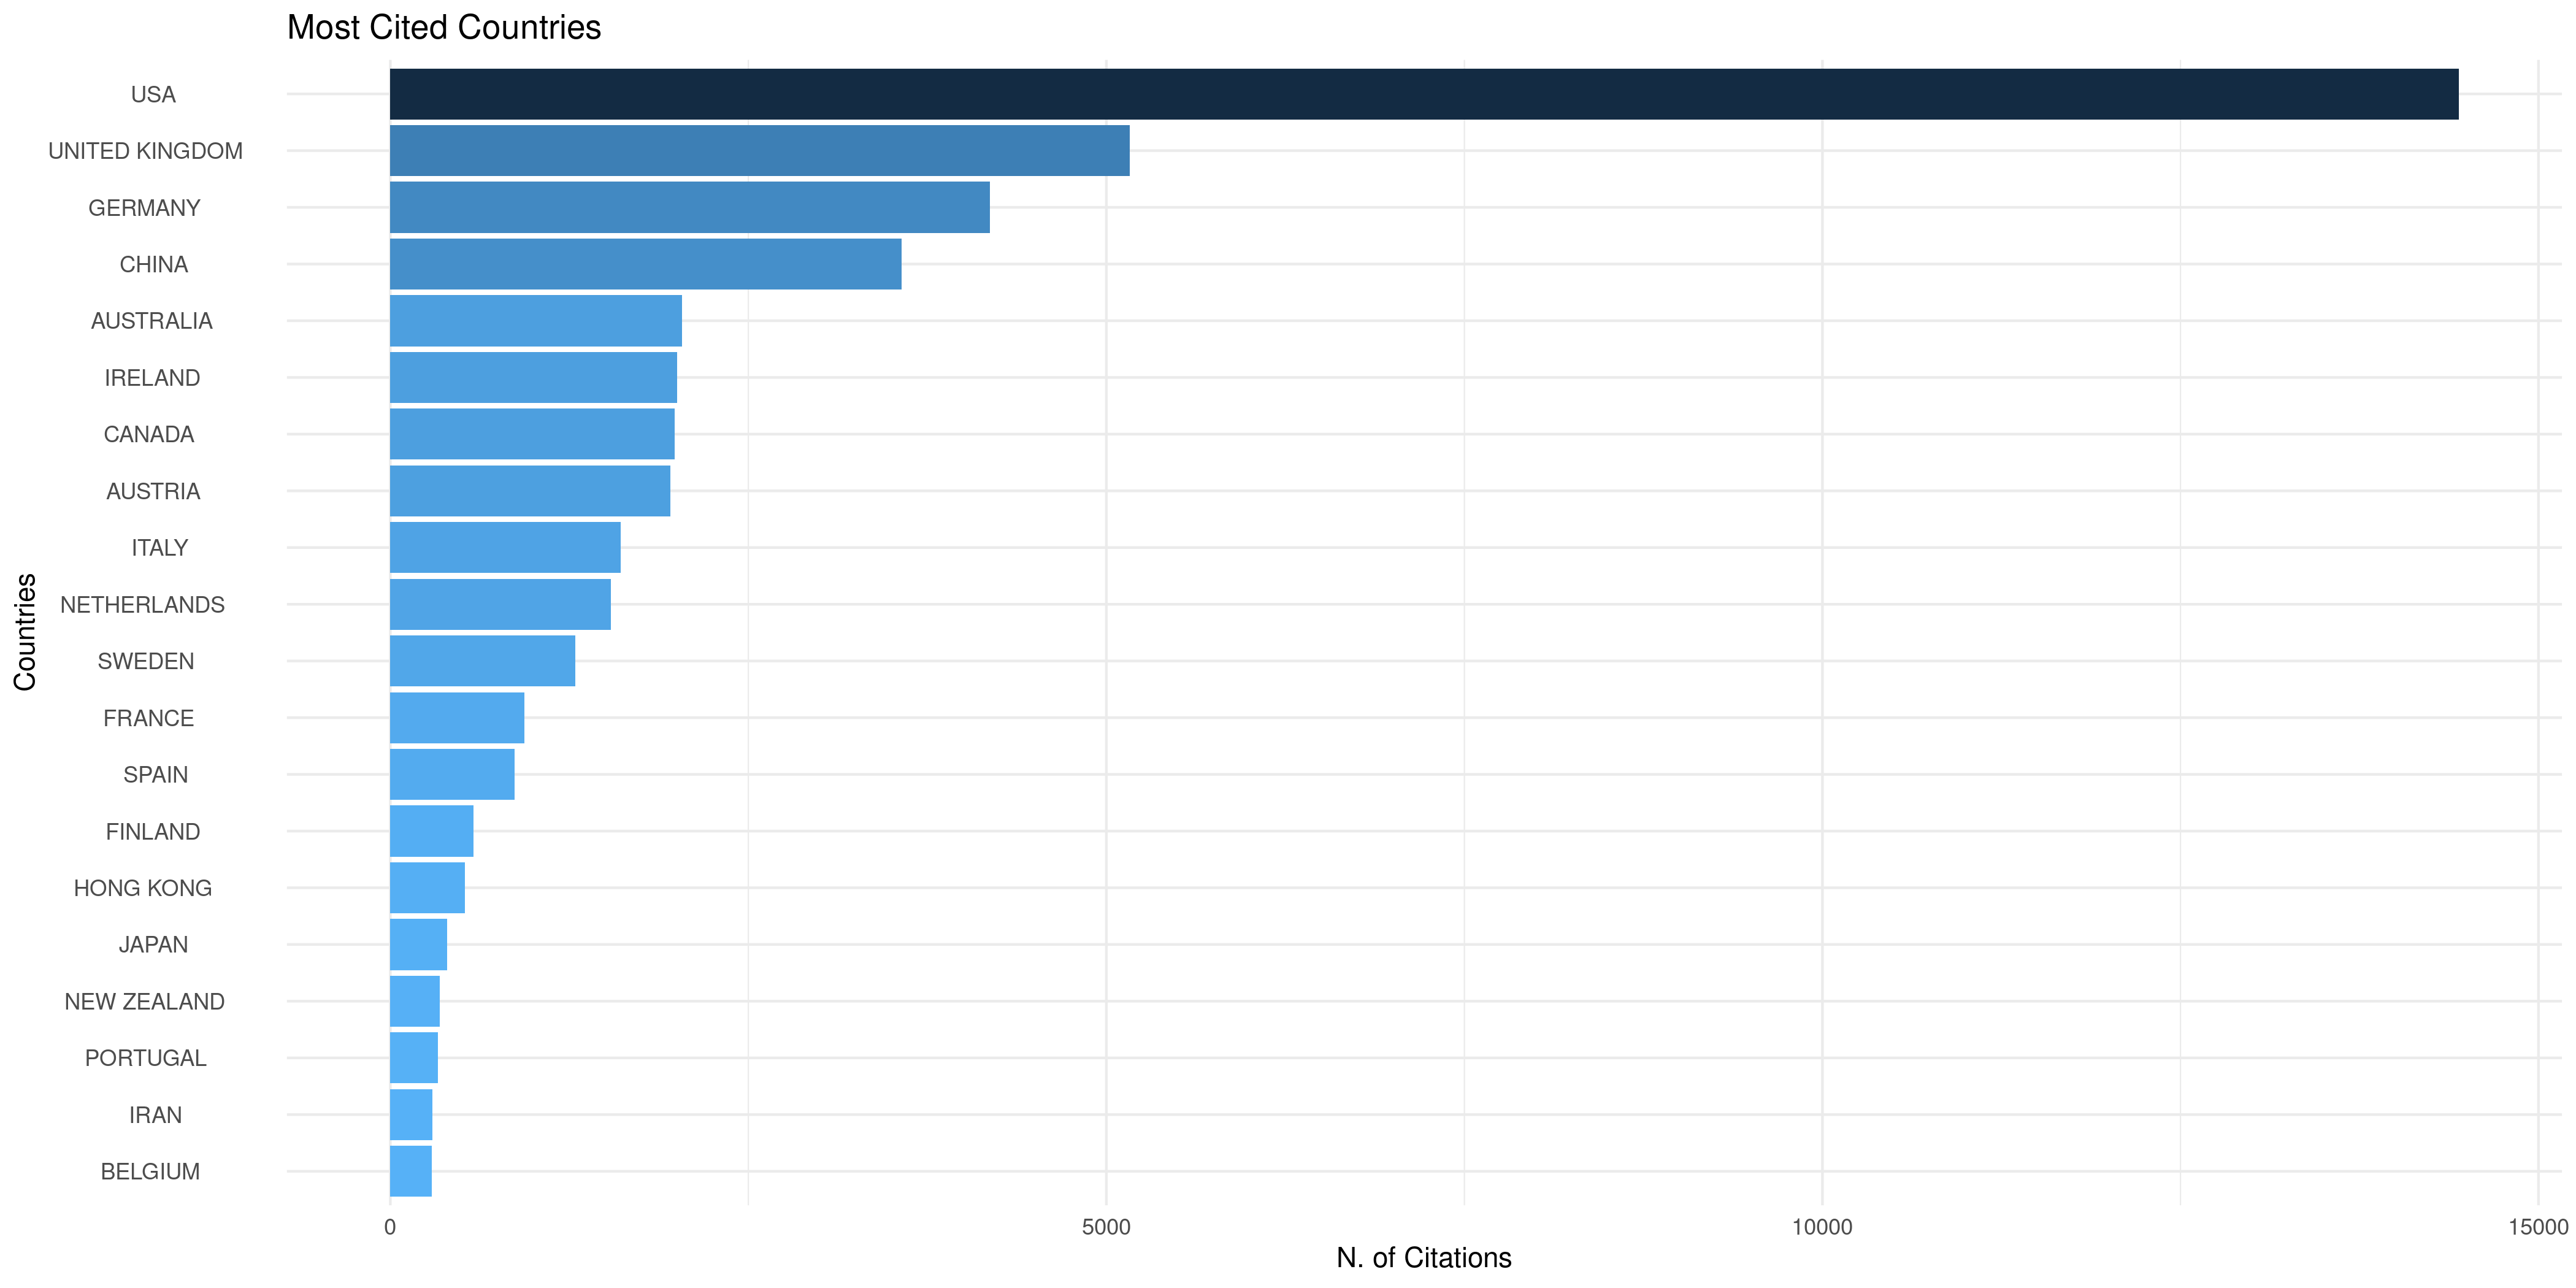 Most Cited Countries
USA
UNITED KINGDOM
GERMANY
CHINA
AUSTRALIA
IRELAND
CANADA
AUSTRIA
ITALY
NETHERLANDS
SWEDEN
FRANCE
SPAIN
FINLAND
HONG KONG
JAPAN
NEW ZEALAND
PORTUGAL
IRAN
BELGIUM
Countries
0 5000 10000 15000
N. of Citations